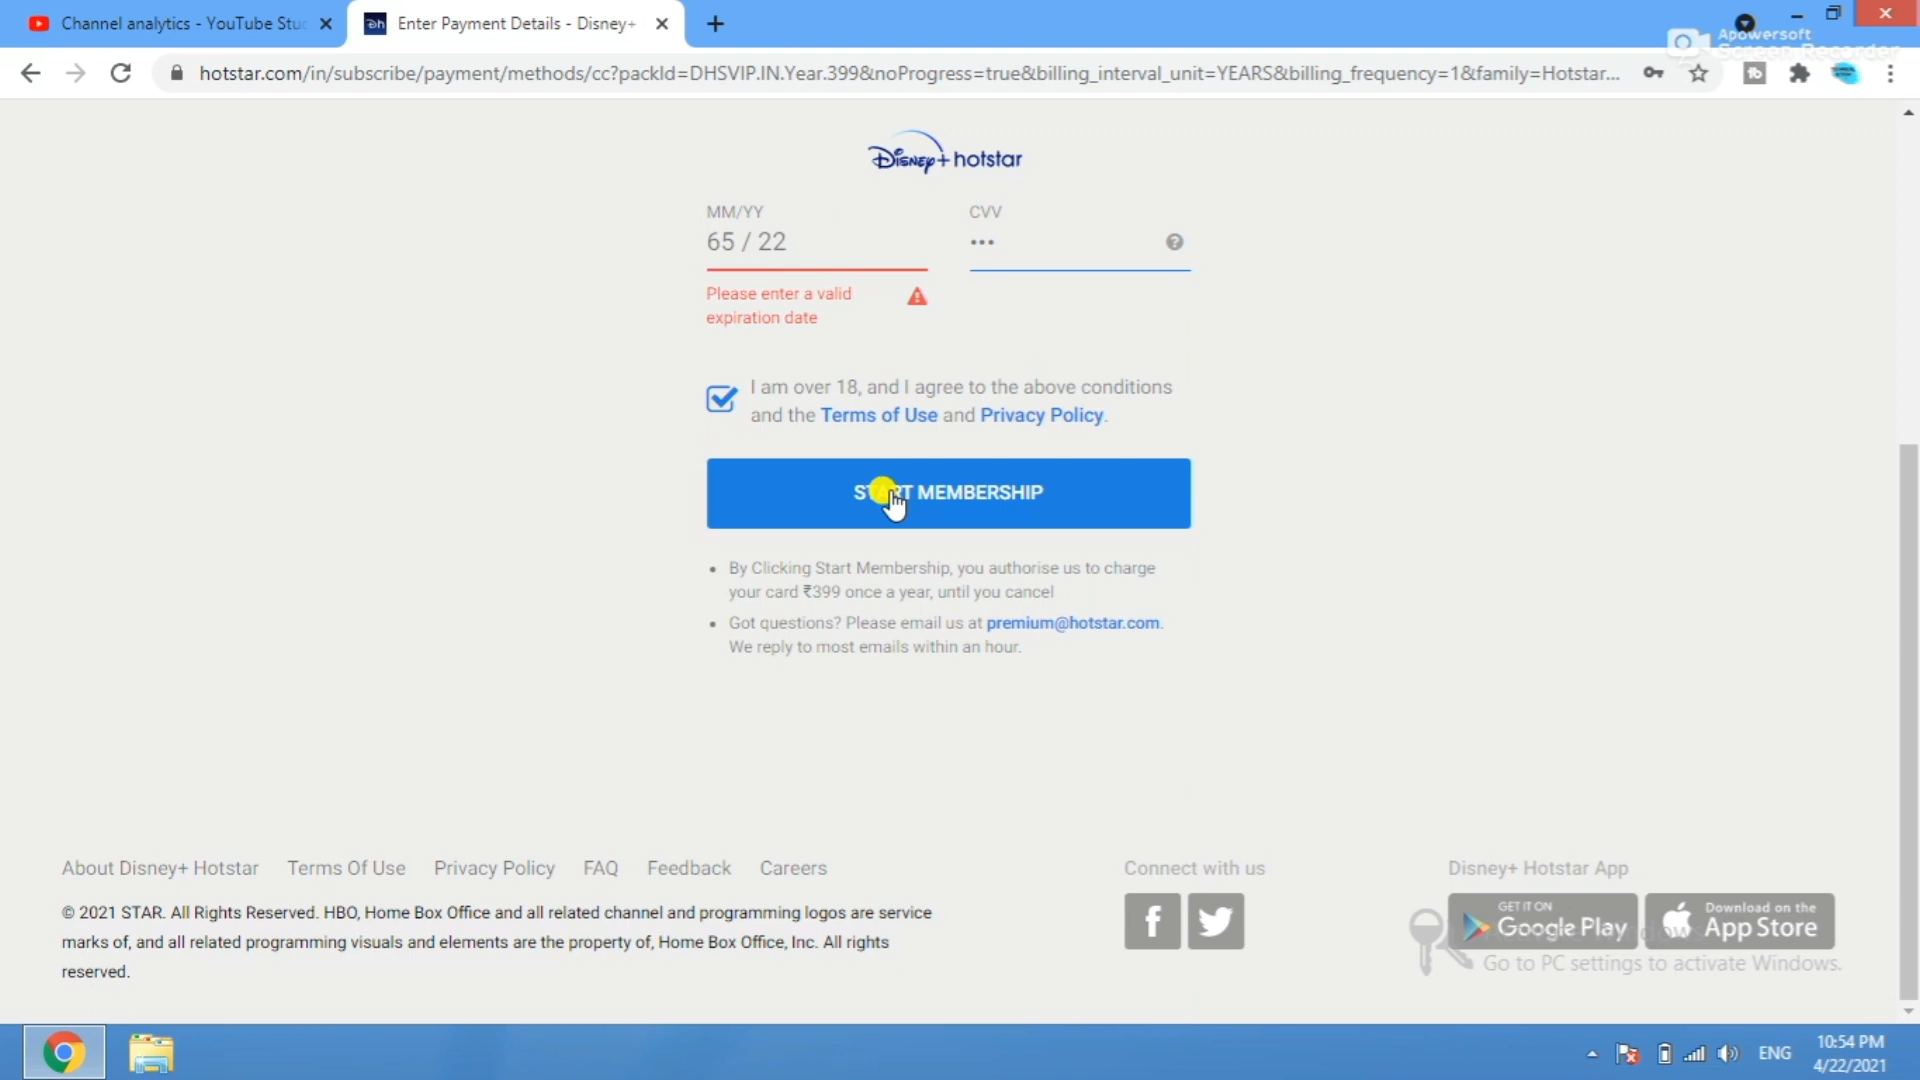 Channel analytics - YouTube Stu
Enter Payment Details - Disney+
Apowersoft
Screen Recorder
hotstar.com/in/subscribe/payment/methods/cc?packId=DHSVIP.IN.Year.399&noProgress=true&billing_interval_unit=YEARS&billing_frequency=1&family=Hotstar...
Disney+ hotstar
MM/YY
CVV
65 / 22
•••
Please enter a valid
expiration date
I am over 18, and I agree to the above conditions
and the Terms of Use and Privacy Policy.
START MEMBERSHIP
• By Clicking Start Membership, you authorise us to charge
your card ₹399 once a year, until you cancel
• Got questions? Please email us at premium@hotstar.com.
We reply to most emails within an hour.
About Disney+ Hotstar Terms Of Use Privacy Policy FAQ Feedback Careers
© 2021 STAR. All Rights Reserved. HBO, Home Box Office and all related channel and programming logos are service
marks of, and all related programming visuals and elements are the property of, Home Box Office, Inc. All rights
reserved.
Connect with us
Disney+ Hotstar App
GET IT ON
Google Play
Download on the
App Store
Go to PC settings to activate Windows.
ENG
10:54 PM
4/22/2021